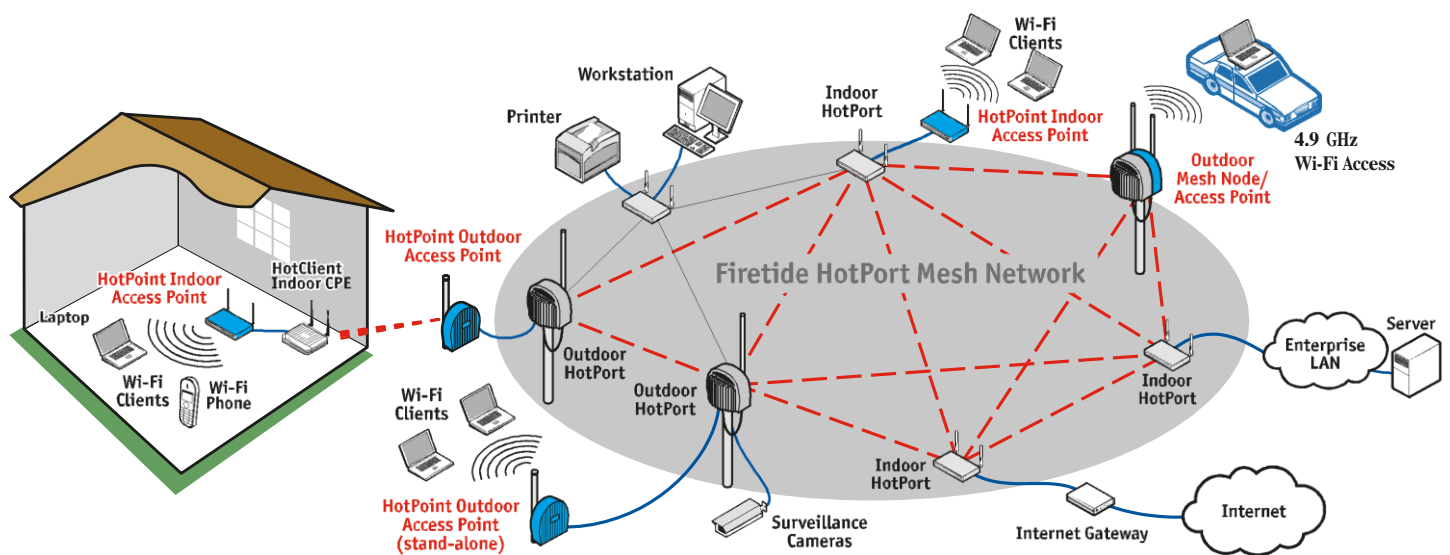 Wi-Fi
Clients
Workstation
Printer
Indoor
HotPort
HotPoint Indoor
Access Point
4.9 GHz
Wi-Fi Access
Outdoor
Mesh Node/
Access Point
HotPoint Outdoor
Access Point
HotClient
Indoor CPE
HotPoint Indoor
Access Point
Laptop
Wi-Fi
Clients
Wi-Fi
Phone
Firetide HotPort Mesh Network
Outdoor
HotPort
Outdoor
HotPort
Indoor
HotPort
Enterprise
LAN
Server
Wi-Fi
Clients
HotPoint Outdoor
Access Point
(stand-alone)
Surveillance
Cameras
Indoor
HotPort
Internet Gateway
Internet